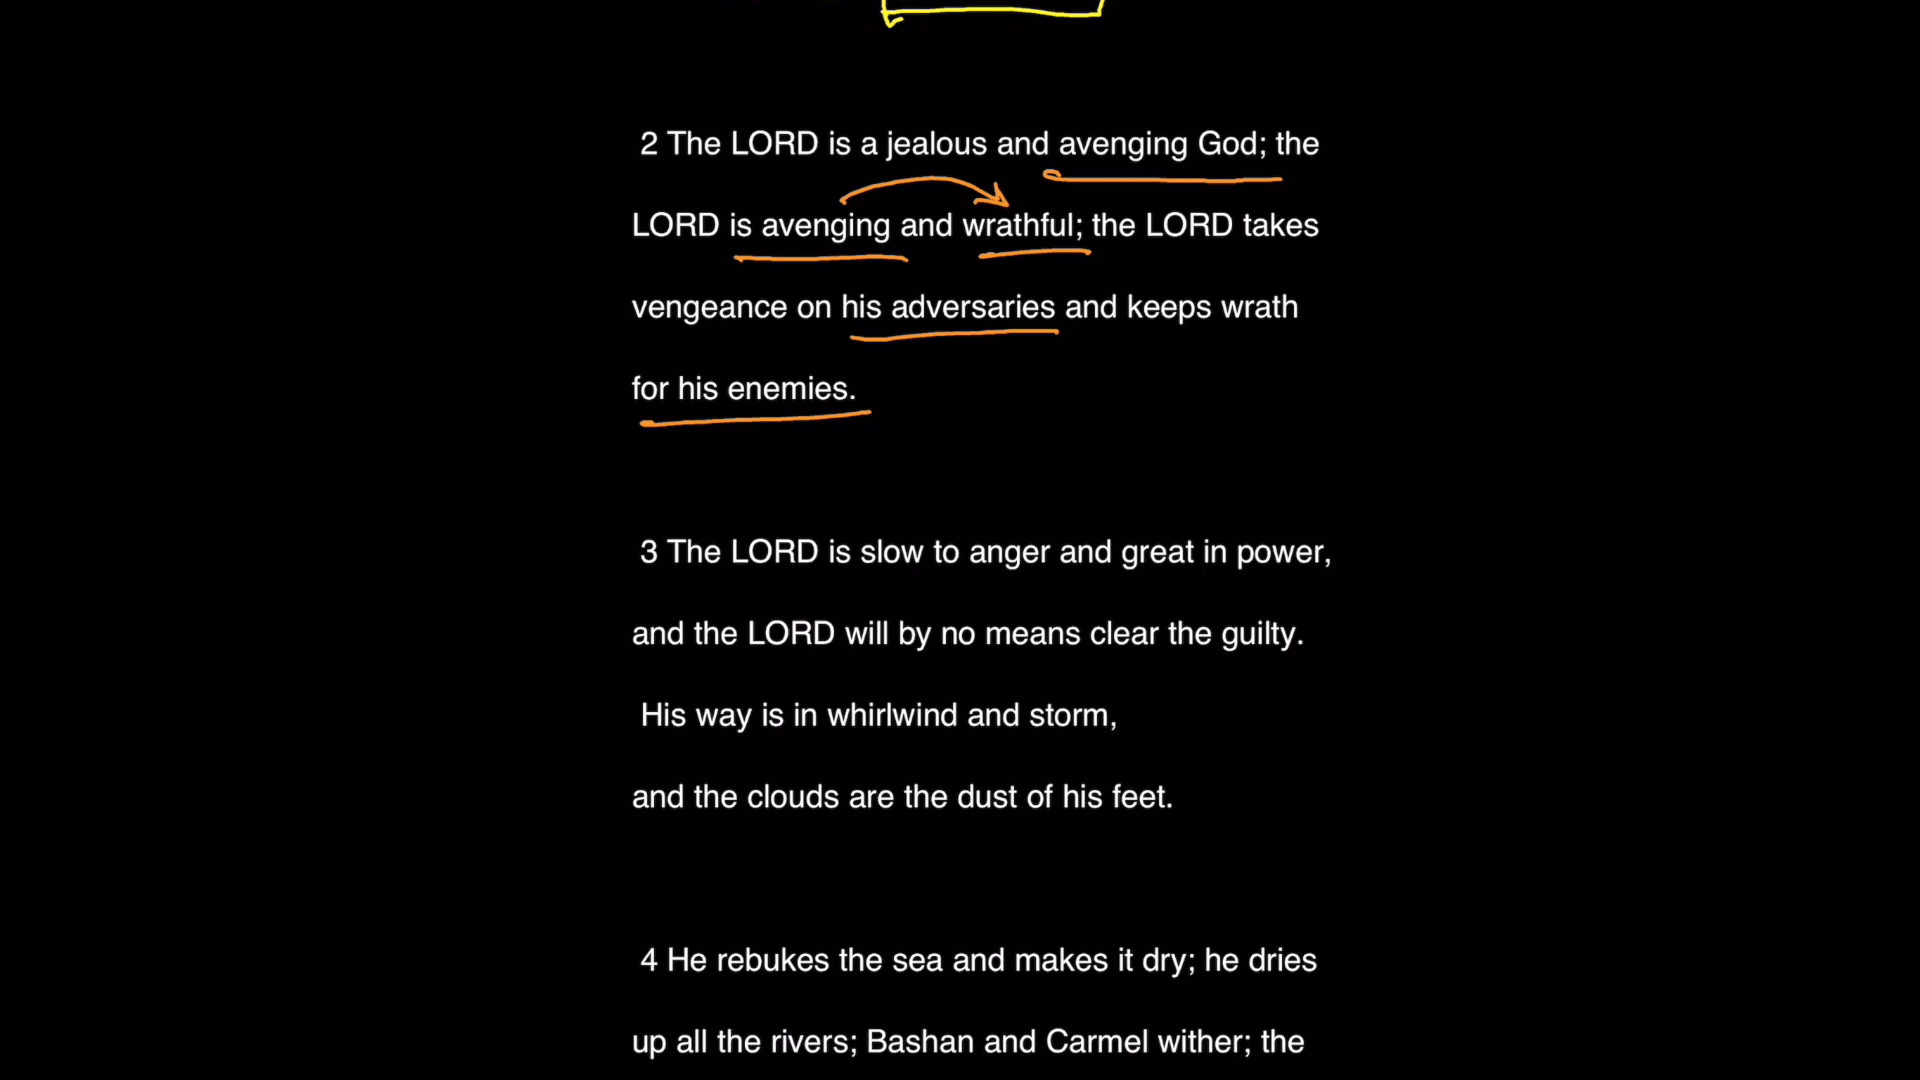 2 The LORD is a jealous and avenging God; the
LORD is avenging and wrathful; the LORD takes
vengeance on his adversaries and keeps wrath
for his enemies.
3 The LORD is slow to anger and great in power,
and the LORD will by no means clear the guilty.
His way is in whirlwind and storm,
and the clouds are the dust of his feet.
4 He rebukes the sea and makes it dry; he dries
up all the rivers; Bashan and Carmel wither; the